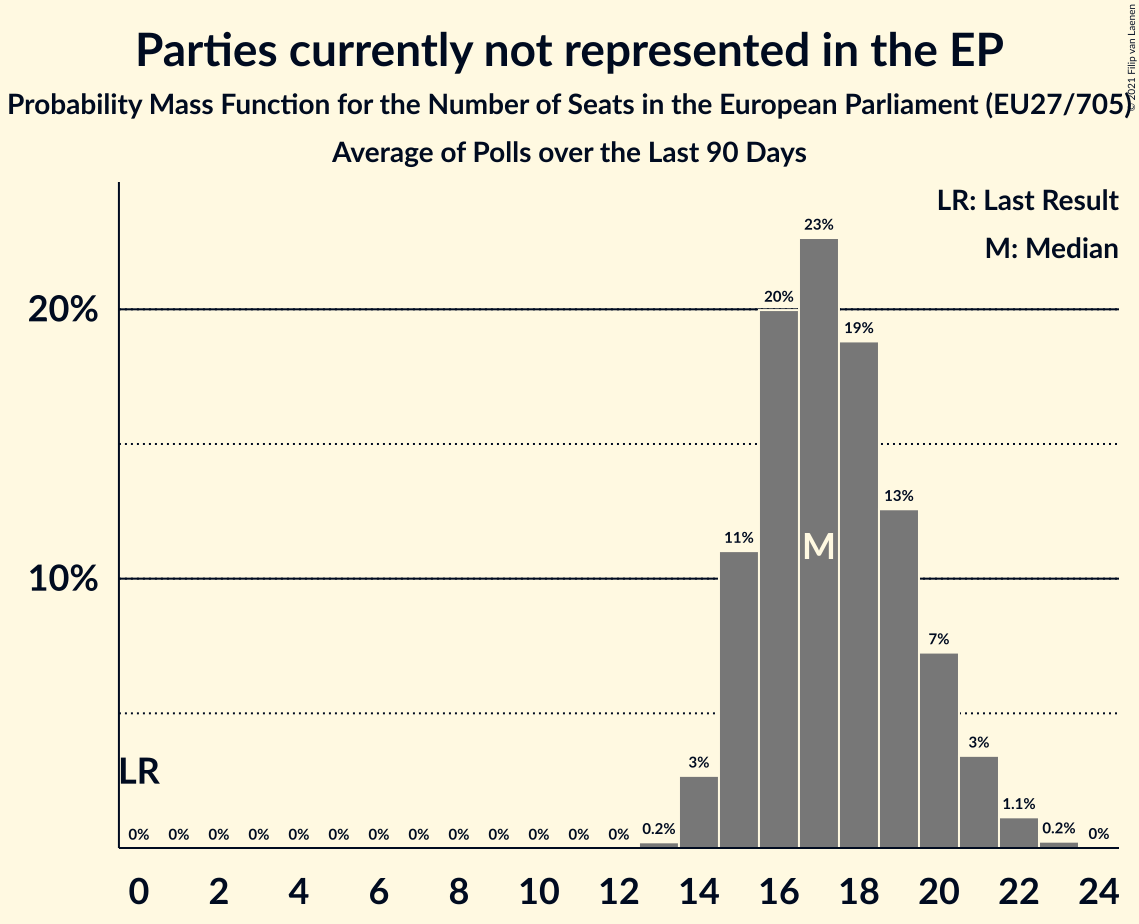 Parties currently not represented in the EP
Probability Mass Function for the Number of Seats in the European Parliament (EU27/705)
Average of Polls over the Last 90 Days
© 2021 Filip van Laenen
LR: Last Result
M: Median
20%
10%
23%
20%
19%
13%
11%
M
7%
3%
3%
LR
1.1%
0% 0% 0% 0% 0% 0% 0% 0% 0% 0% 0% 0% 0% 0.2% 0.2% 0%
0 2 4 6 8 10 12 14 16 18 20 22 24